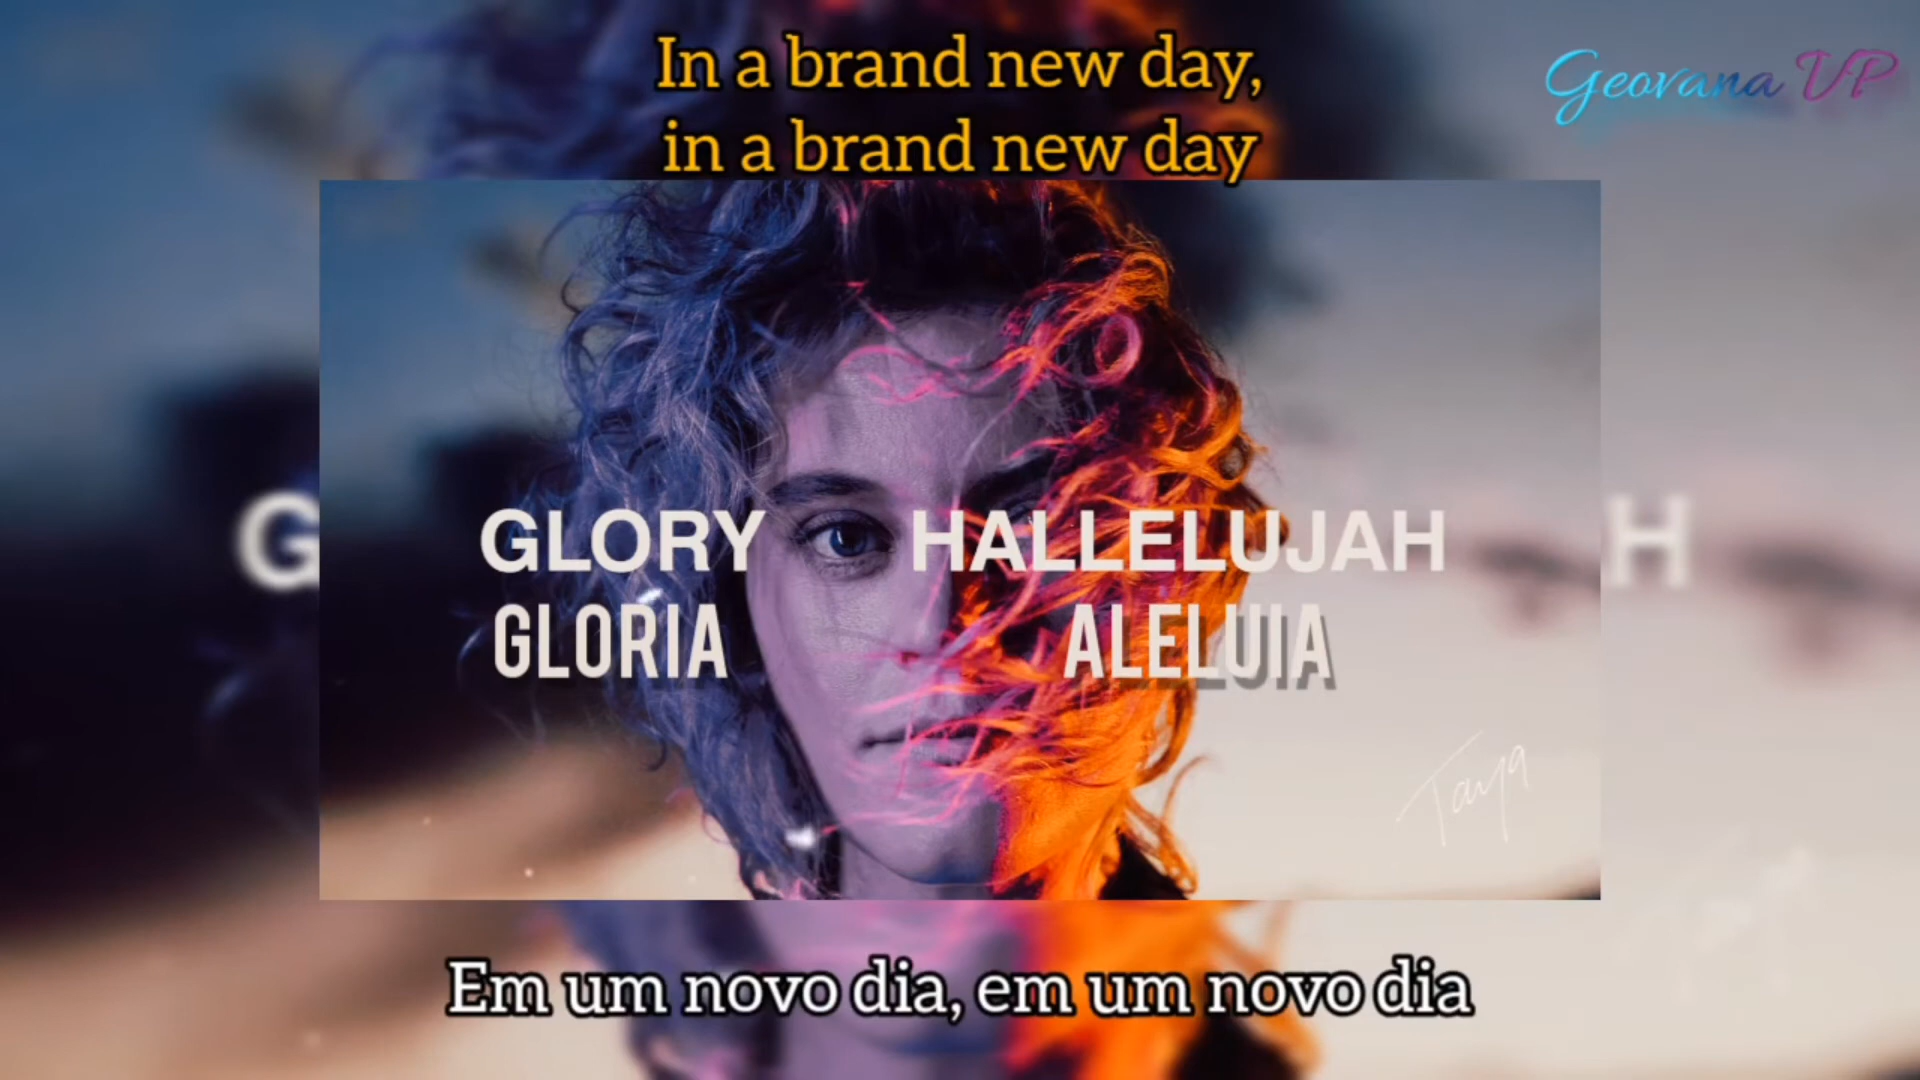 In a brand new day,
in a brand new day
Geovana VP
GLORY HALLELUJAH
GLORIA ALELUIA
Taya
Em um novo dia, em um novo dia
G
H